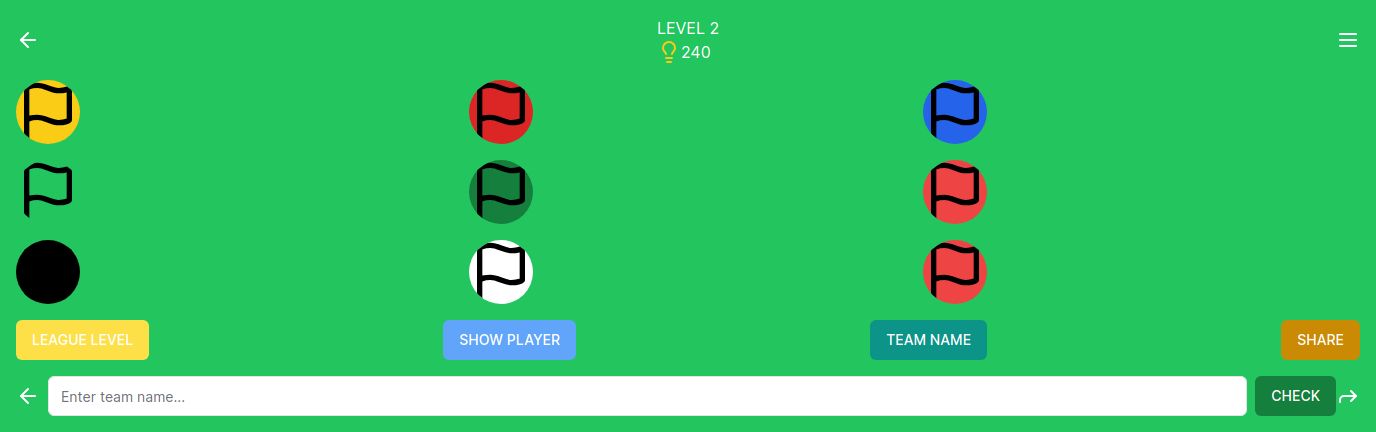 LEVEL 2
240
LEAGUE LEVEL
SHOW PLAYER
TEAM NAME
SHARE
Enter team name...
CHECK